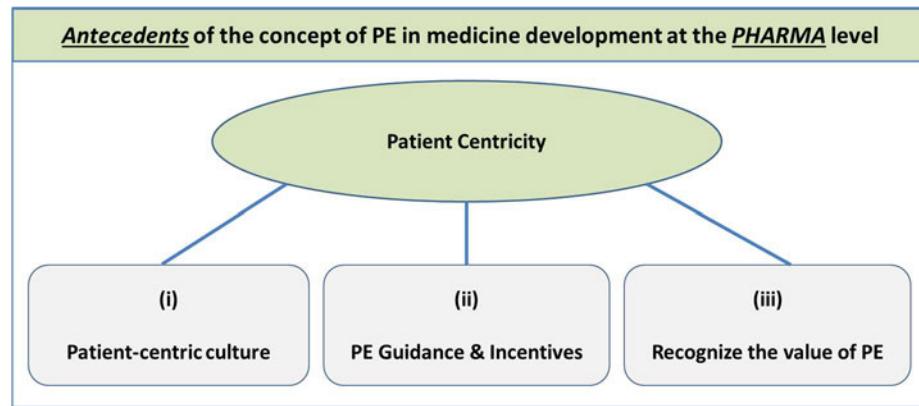 Antecedents of the concept of PE in medicine development at the PHARMA level
Patient Centricity
(i)
Patient-centric culture
(ii)
PE Guidance & Incentives
(iii)
Recognize the value of PE